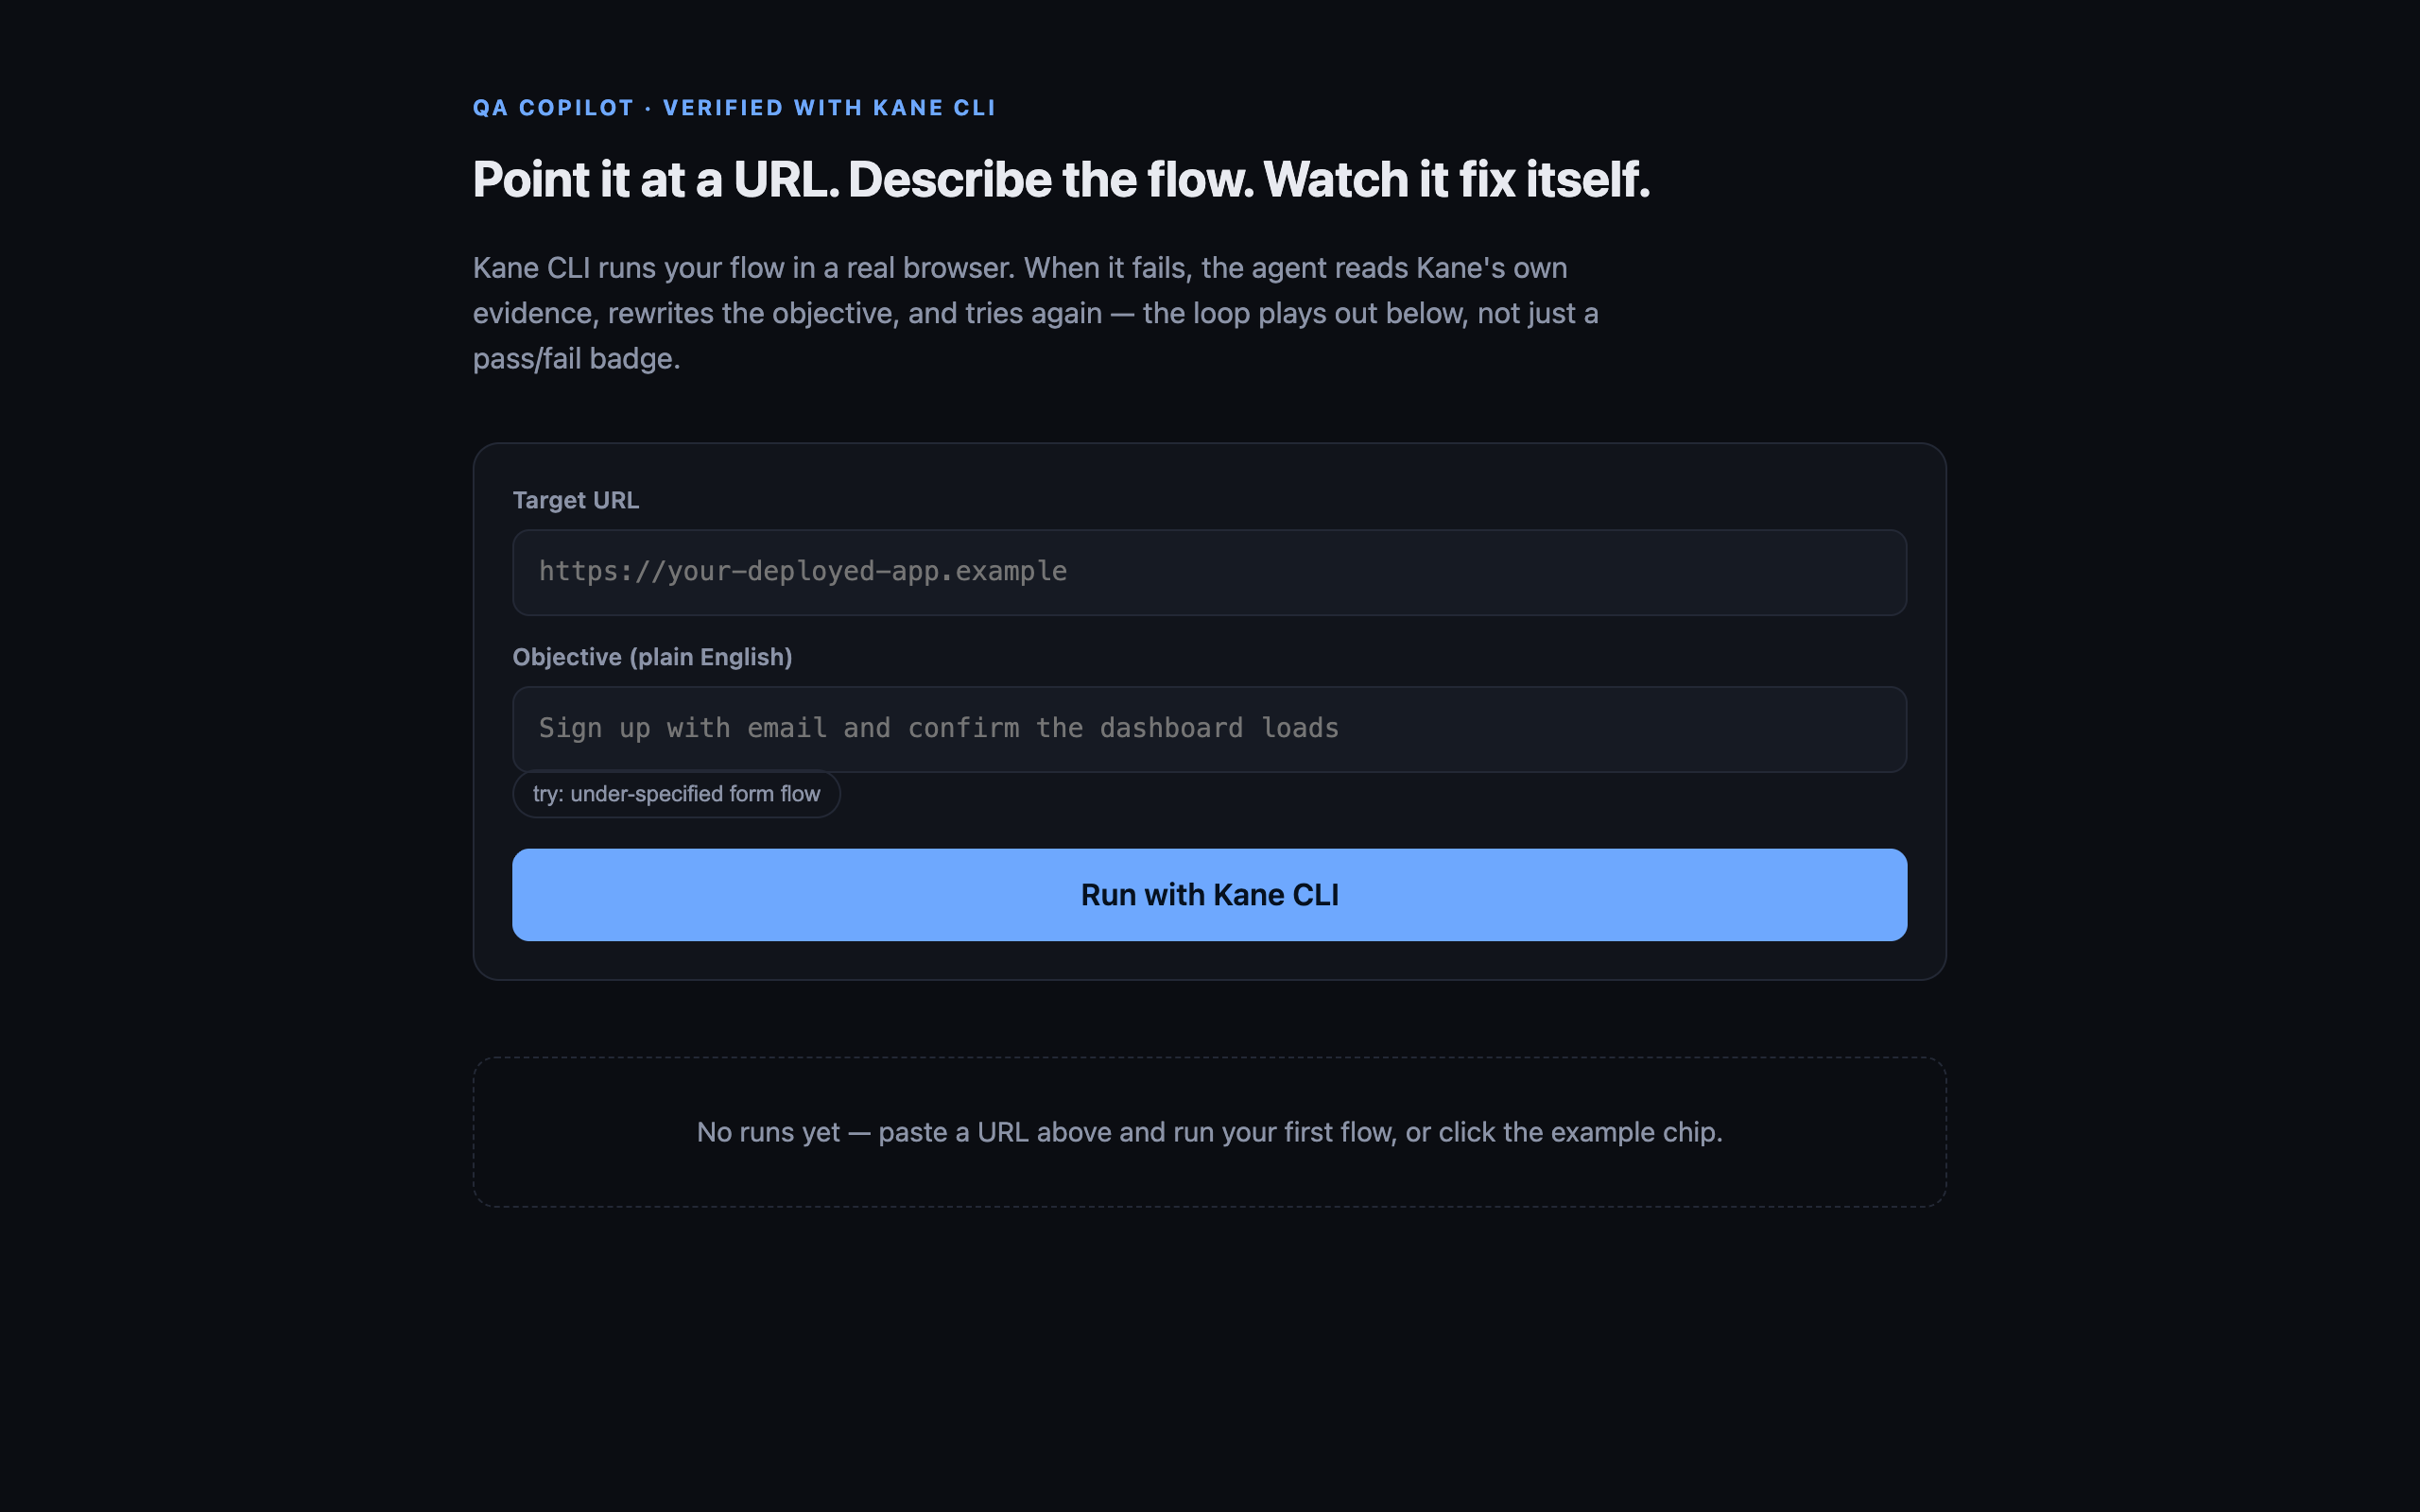 QA COPILOT · VERIFIED WITH KANE CLI
Point it at a URL. Describe the flow. Watch it fix itself.
Kane CLI runs your flow in a real browser. When it fails, the agent reads Kane's own
evidence, rewrites the objective, and tries again — the loop plays out below, not just a
pass/fail badge.
Target URL
https://your-deployed-app.example
Objective (plain English)
Sign up with email and confirm the dashboard loads
try: under-specified form flow
Run with Kane CLI
No runs yet — paste a URL above and run your first flow, or click the example chip.